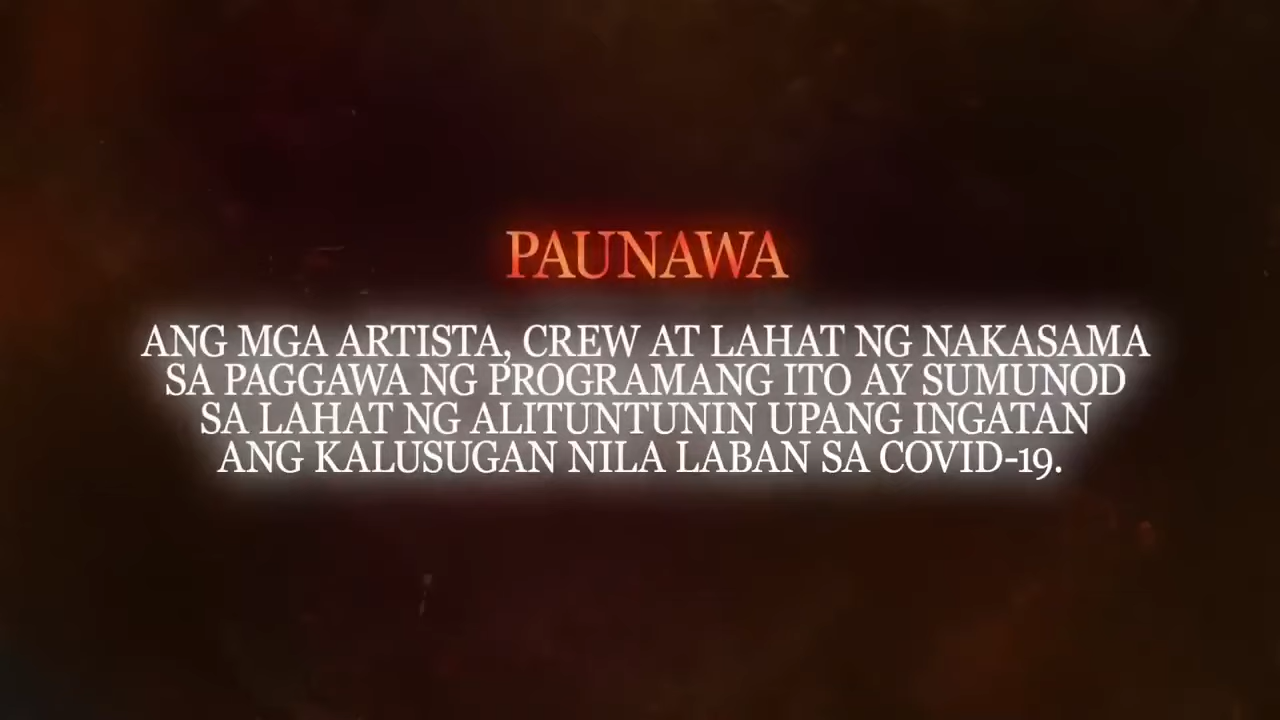 PAUNAWA
ANG MGA ARTISTA, CREW AT LAHAT NG NAKASAMA
SA PAGGAWA NG PROGRAMANG ITO AY SUMUNOD
SA LAHAT NG ALITUNTUNIN UPANG INGATAN
ANG KALUSUGAN NILA LABAN SA COVID-19.